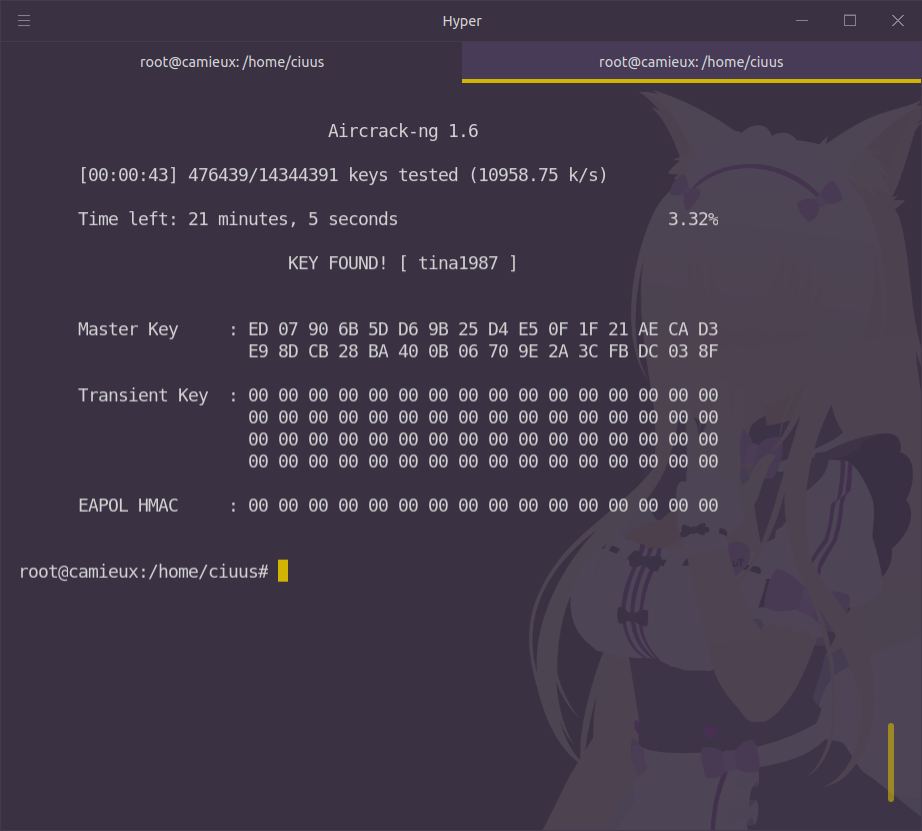 Hyper
root@camieux: /home/ciuus
root@camieux: /home/ciuus
Aircrack-ng 1.6
[00:00:43] 476439/14344391 keys tested (10958.75 k/s)
Time left: 21 minutes, 5 seconds 3.32%
KEY FOUND! [ tina1987 ]
Master Key : ED 07 90 6B 5D D6 9B 25 D4 E5 0F 1F 21 AE CA D3
E9 8D CB 28 BA 40 0B 06 70 9E 2A 3C FB DC 03 8F
Transient Key : 00 00 00 00 00 00 00 00 00 00 00 00 00 00 00 00
00 00 00 00 00 00 00 00 00 00 00 00 00 00 00 00
00 00 00 00 00 00 00 00 00 00 00 00 00 00 00 00
00 00 00 00 00 00 00 00 00 00 00 00 00 00 00 00
EAPOL HMAC : 00 00 00 00 00 00 00 00 00 00 00 00 00 00 00 00
root@camieux:/home/ciuus#